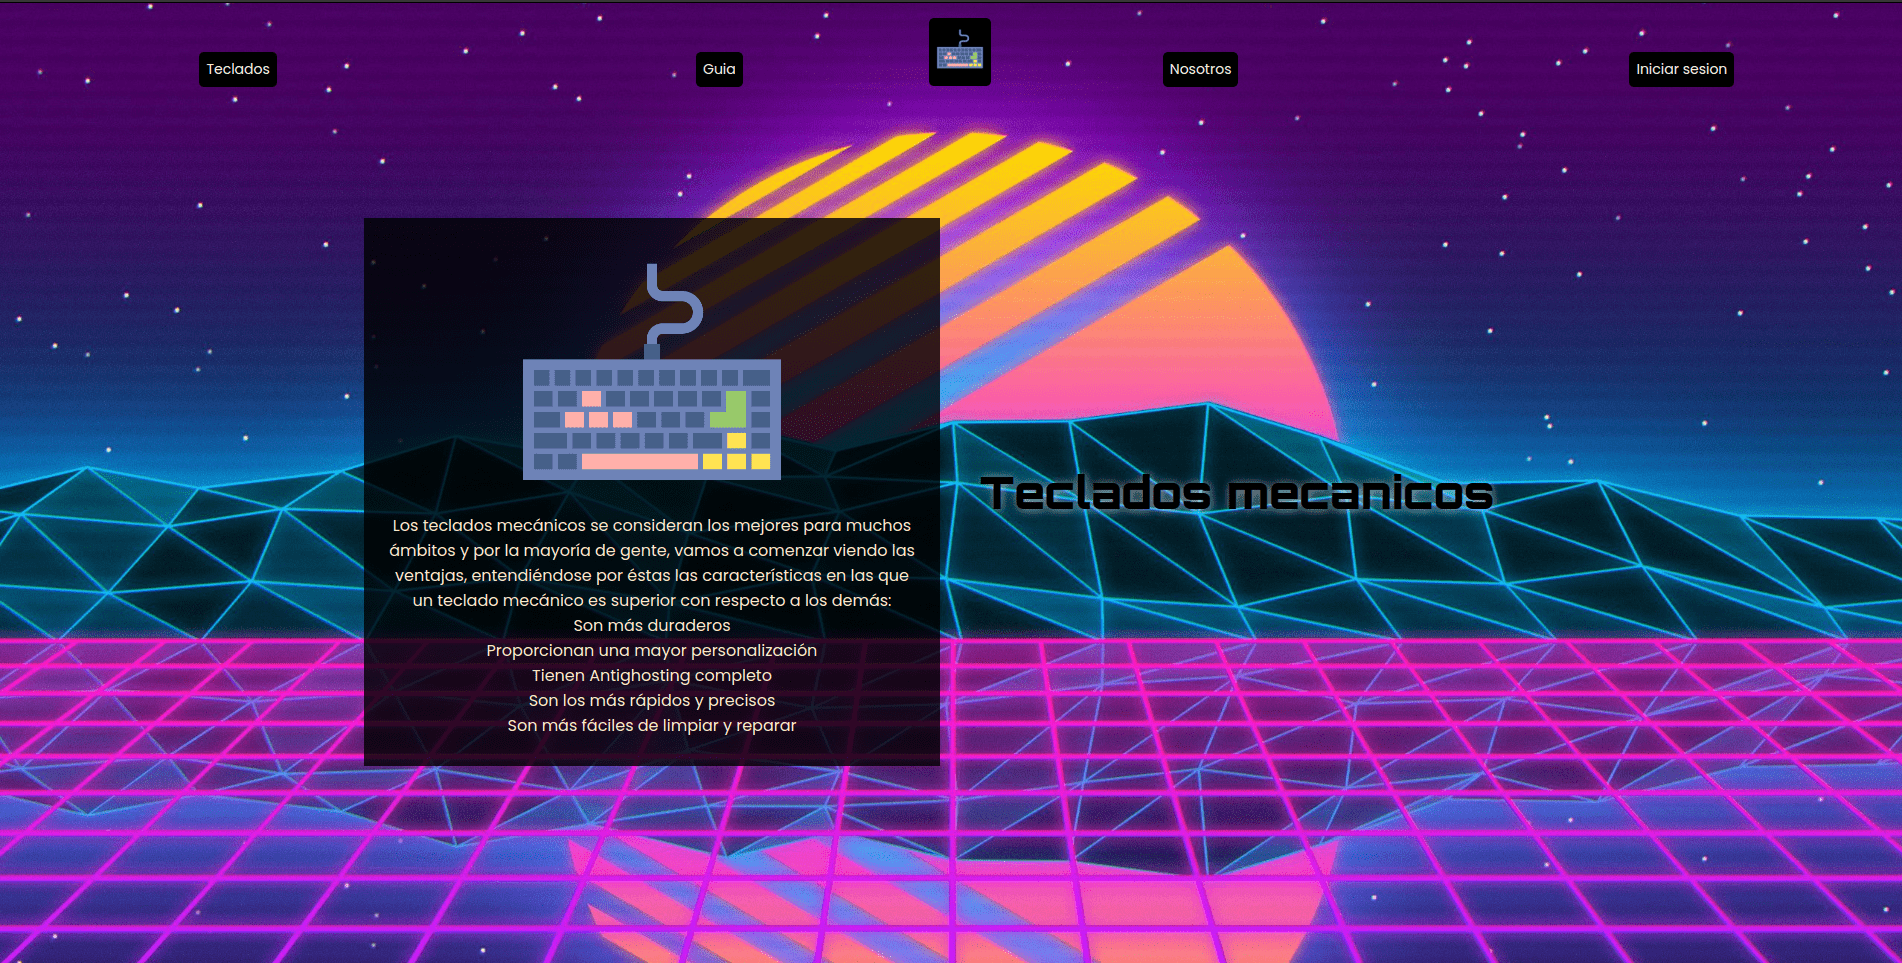 Teclados
Guia
Nosotros
Iniciar sesion
Los teclados mecánicos se consideran los mejores para muchos
ámbitos y por la mayoría de gente, vamos a comenzar viendo las
ventajas, entendiéndose por éstas las características en las que
un teclado mecánico es superior con respecto a los demás:
Son más duraderos
Proporcionan una mayor personalización
Tienen Antighosting completo
Son los más rápidos y precisos
Son más fáciles de limpiar y reparar
Teclados mecanicos